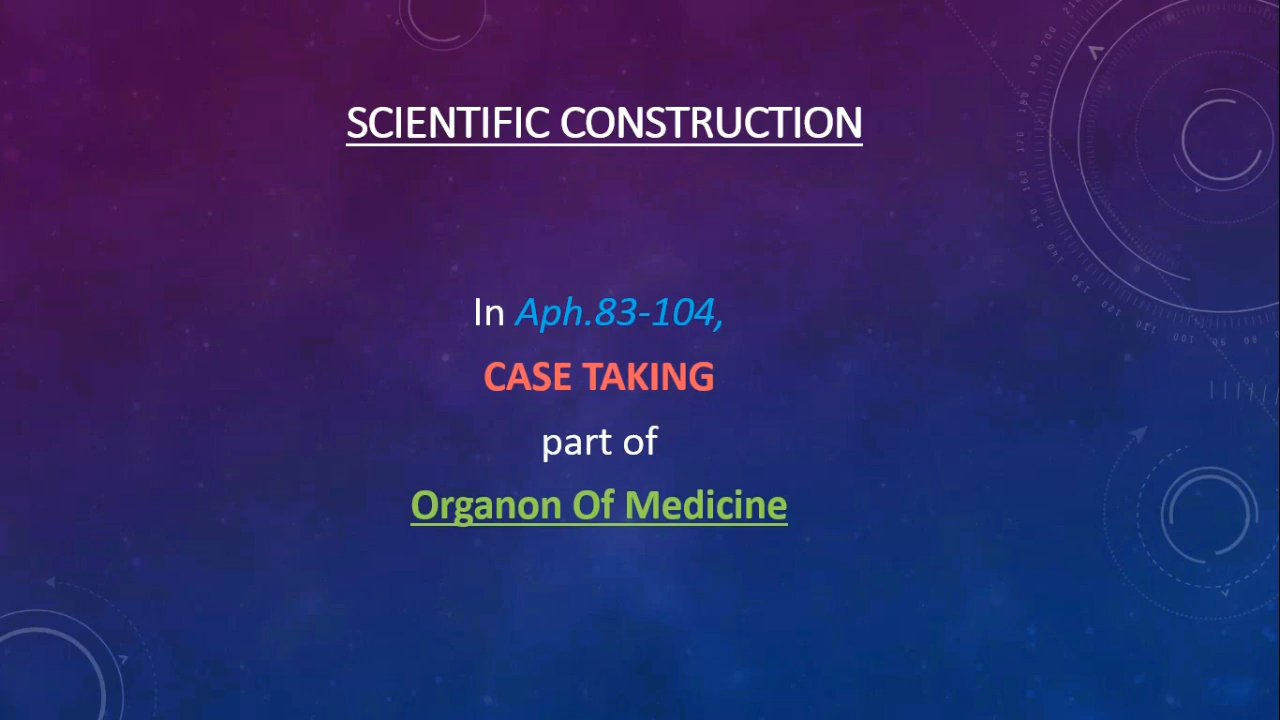 SCIENTIFIC CONSTRUCTION
In Aph.83-104,
CASE TAKING
part of
Organon Of Medicine